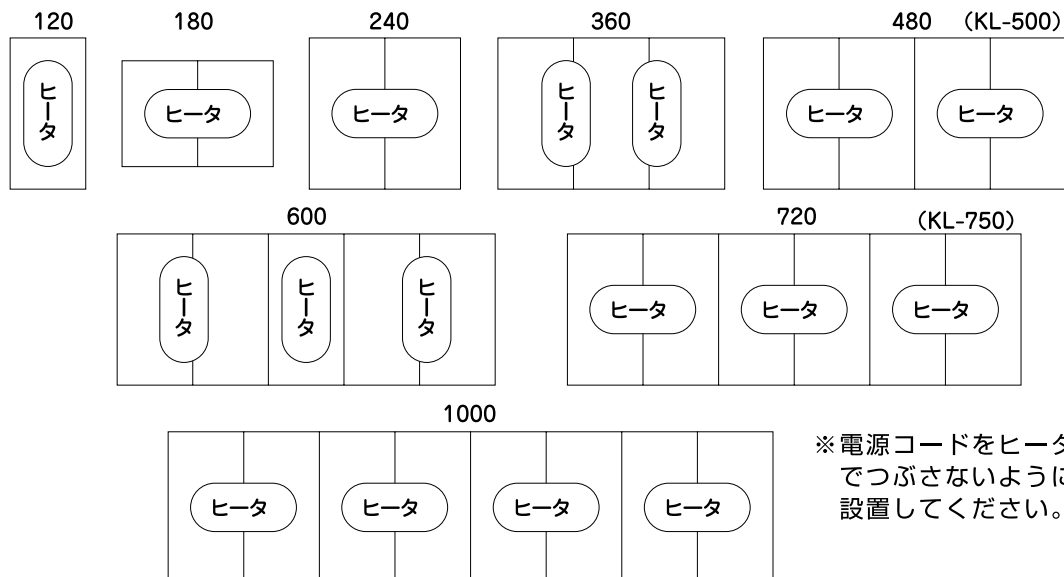 120 180 240 360 480 (KL-500)
ヒータ ヒータ ヒータ ヒータ ヒータ ヒータ ヒータ
600 720 (KL-750)
ヒータ ヒータ ヒータ ヒータ ヒータ ヒータ
1000
ヒータ ヒータ ヒータ ヒータ
※電源コードをヒータ
でつぶさないように
設置してください。